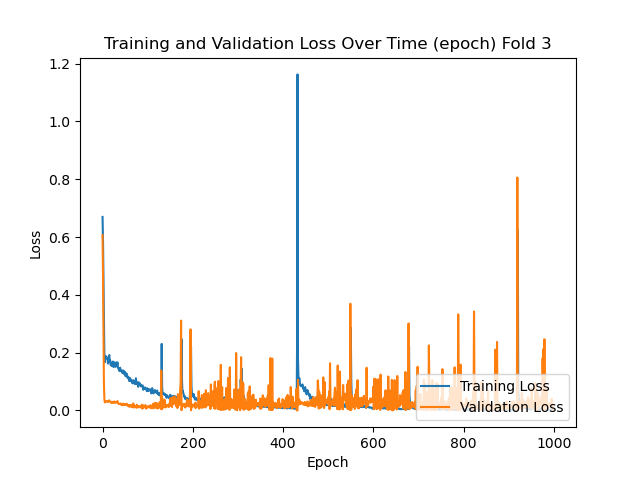 Training and Validation Loss Over Time (epoch) Fold 3
1.2
1.0
0.8
0.6
0.4
0.2
0.0
Loss
0 200 400 600 800 1000
Epoch
Training Loss
Validation Loss